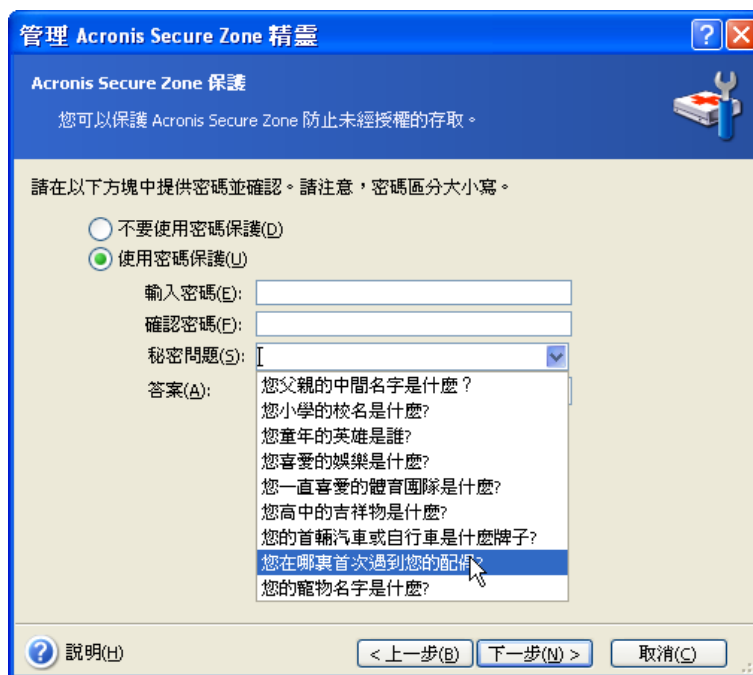 管理 Acronis Secure Zone 精靈
Acronis Secure Zone 保護
您可以保護 Acronis Secure Zone 防止未經授權的存取。
請在以下方塊中提供密碼並確認。請注意，密碼區分大小寫。
不要使用密碼保護(D)
使用密碼保護(U)
輸入密碼(E):
確認密碼(F):
秘密問題(S):
答案(A):
您父親的中間名字是什麼？
您小學的校名是什麼?
您童年的英雄是誰?
您喜愛的娛樂是什麼?
您一直喜愛的體育團隊是什麼?
您高中的吉祥物是什麼?
您的首輛汽車或自行車是什麼牌子?
您在哪裏首次遇到您的配偶?
您的寵物名字是什麼?
說明(H)
< 上一步(B)
下一步(N) >
取消(C)